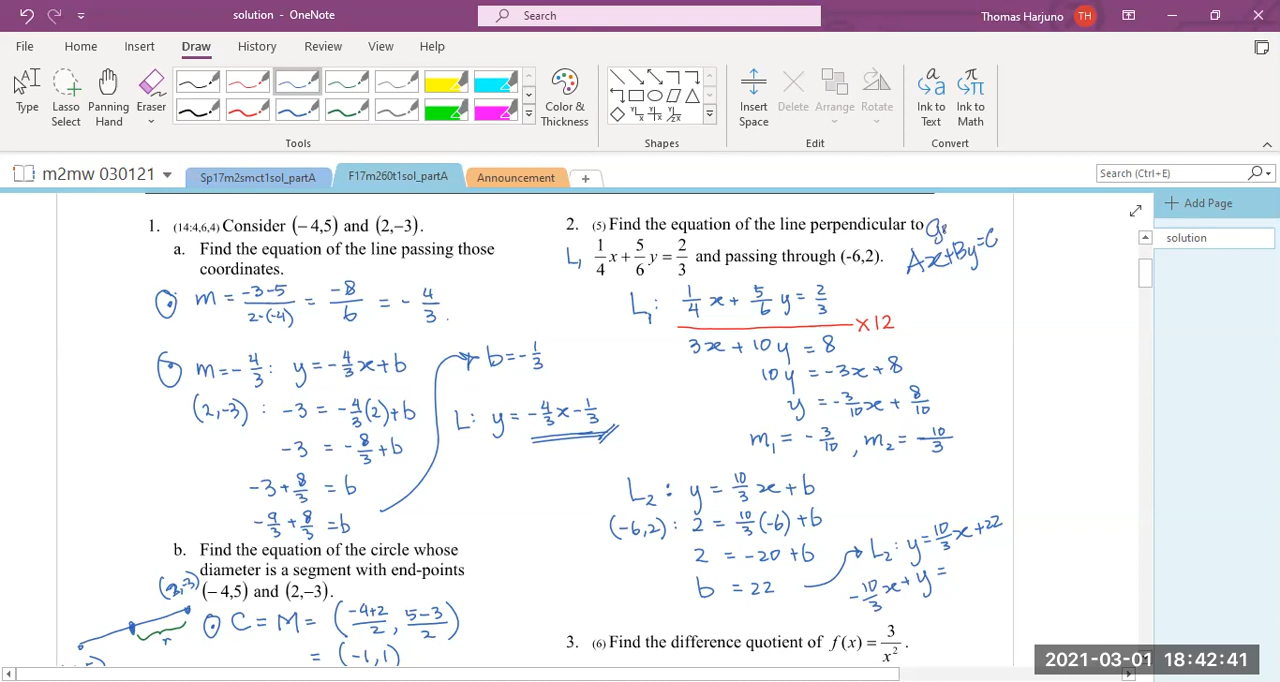 solution - OneNote
Search
Thomas Harjuno TH
File Home Insert Draw History Review View Help
Type
Lasso Select
Panning Hand
Eraser
Color & Thickness
Insert Space
Delete
Arrange
Rotate
Ink to Text
Ink to Math
Tools
Shapes
Edit
Convert
m2mw 030121
Sp17m2smct1sol_partA
F17m260t1sol_partA
Announcement
Search (Ctrl+E)
Add Page
solution
1. (14:4,6,4) Consider (−4,5) and (2,−3).
a. Find the equation of the line passing those
coordinates.
m = -3-5/2-(-4) = -8/6 = -4/3.
m = -4/3: y = -4/3x + b
(2,-3): -3 = -4/3(2)+b
-3 = -8/3+b
-3+8/3 = b
-9/3+8/3 = b
b = -1/3
L: y = -4/3x-1/3
b. Find the equation of the circle whose
diameter is a segment with end-points
(−4,5) and (2,−3).
r
C = M = (-4+2/2, 5-3/2)
= (-1,1)
2. (5) Find the equation of the line perpendicular to
L1 1/4 x + 5/6 y = 2/3 and passing through (-6,2).
Ax+By=C
L1: 1/4 x + 5/6 y = 2/3
×12
3x + 10y = 8
10y = -3x+8
y = -3/10x + 8/10
m1 = -3/10, m2 = 10/3
L2: y = 10/3x+b
(-6,2): 2 = 10/3(-6)+b
2 = -20+b
b = 22
L2: y = 10/3x+22
-10/3x+y =
3. (6) Find the difference quotient of f(x) = 3/x².
2021-03-01 18:42:41